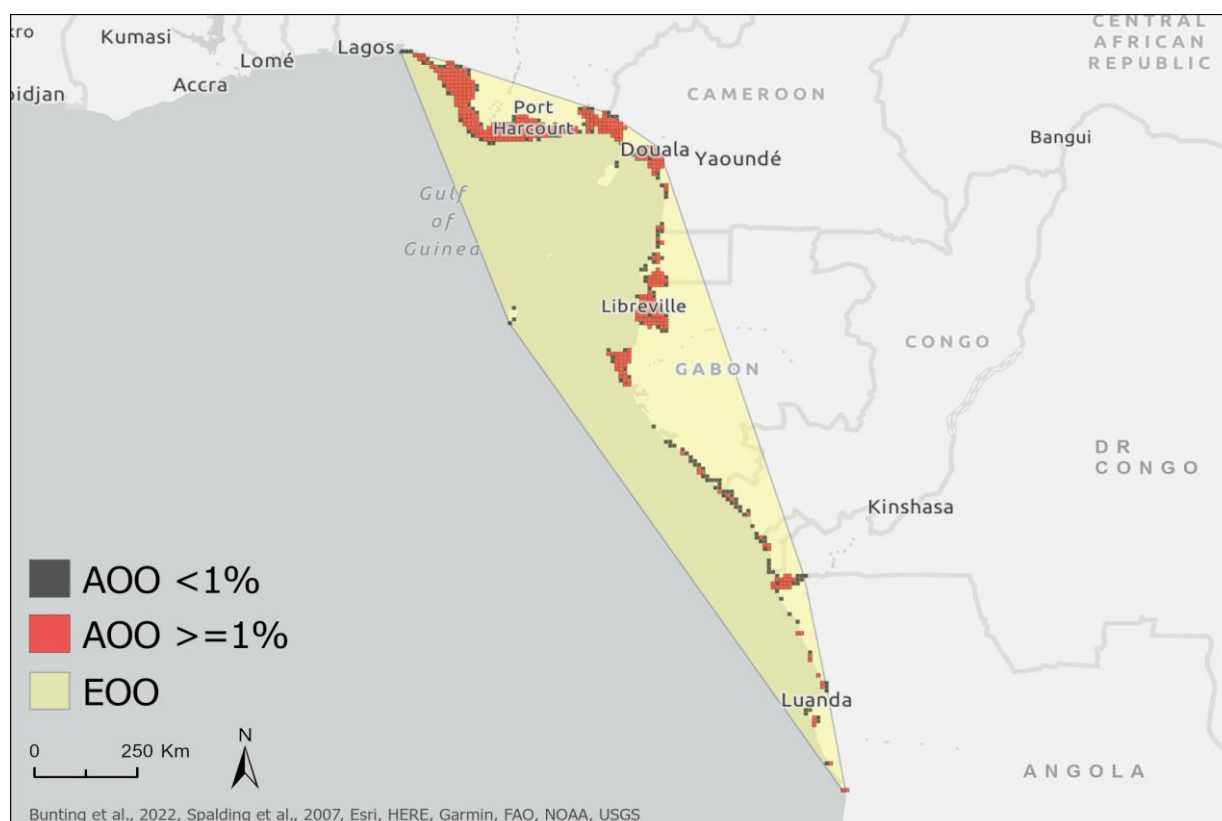 CENTRAL
AFRICAN
REPUBLIC
Kumasi
Lagos
Lomé
Accra
bidjan
CAMEROON
Port
Harcourt
Bangui
Douala
Yaoundé
Gulf
of
Guinea
Libreville
GABON
CONGO
DR
CONGO
Kinshasa
Luanda
ANGOLA
AOO <1%
AOO >=1%
EOO
0 250 Km
N
Bunting et al., 2022, Spalding et al., 2007, Esri, HERE, Garmin, FAO, NOAA, USGS